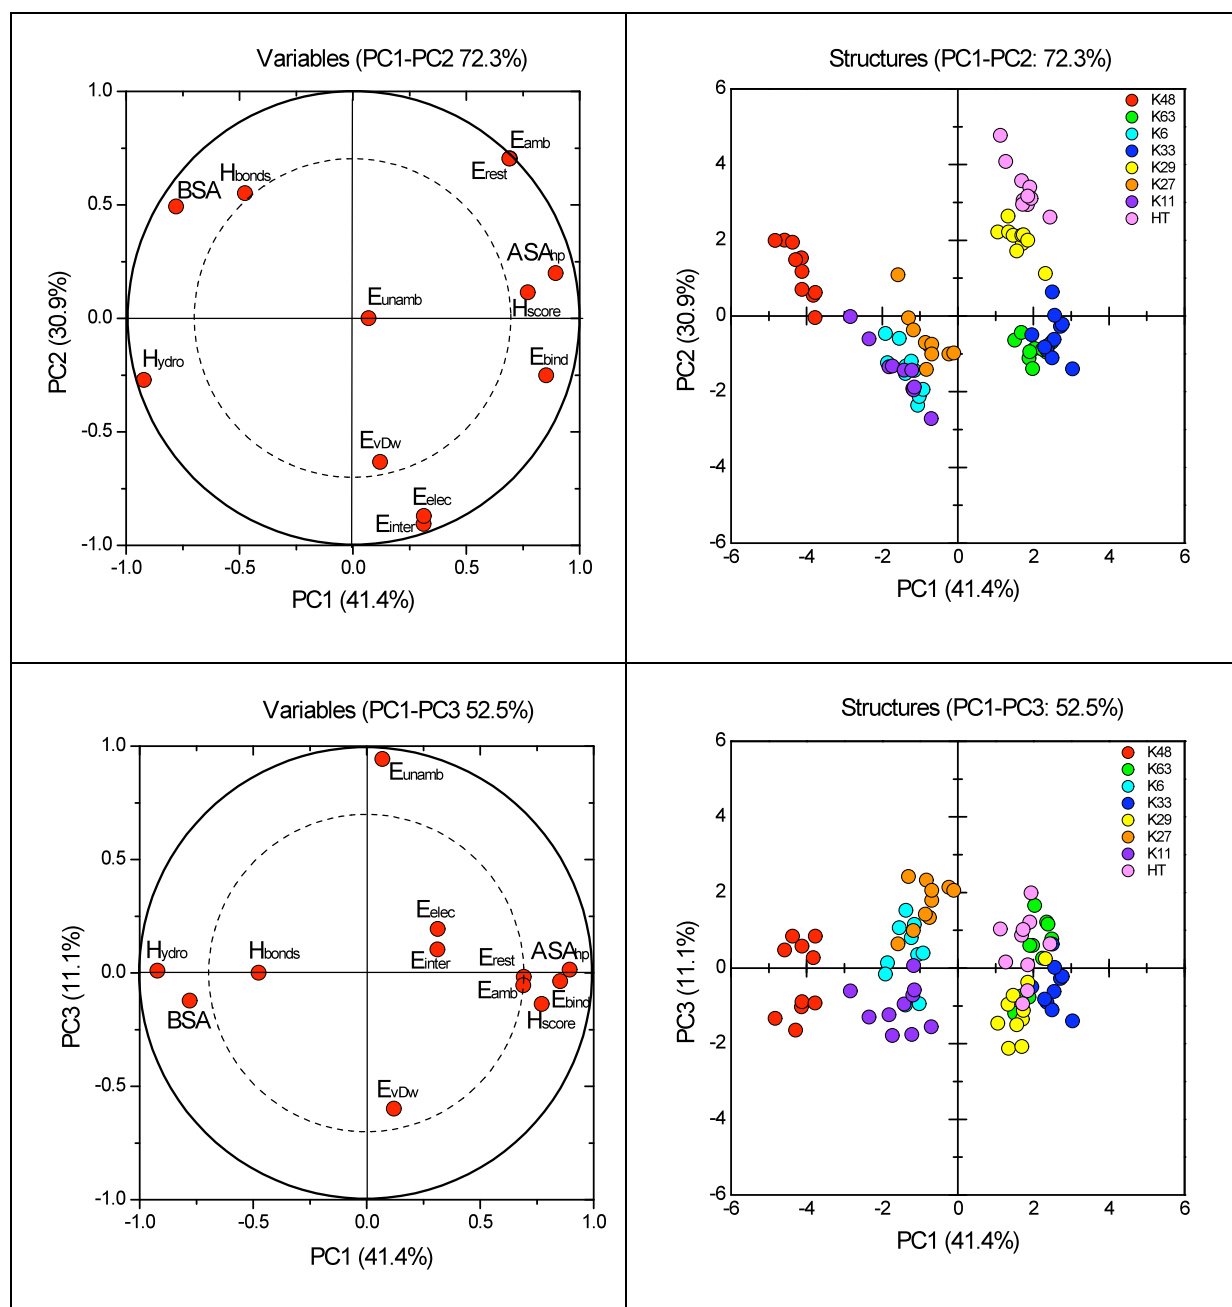 Variables (PC1-PC2 72.3%)
1.0
0.5
0.0
-0.5
-1.0
PC2 (30.9%)
Eamb
Erest
Hbonds
BSA
ASAhp
Hscore
Eunamb
Hydro
Ebind
EvDw
Eelec
Einter
-1.0 -0.5 0.0 0.5 1.0
PC1 (41.4%)
Structures (PC1-PC2: 72.3%)
6
4
2
0
-2
-4
-6
PC2 (30.9%)
K48
K63
K6
K33
K29
K27
K11
HT
-6 -4 -2 0 2 4 6
PC1 (41.4%)
Variables (PC1-PC3 52.5%)
1.0
0.5
0.0
-0.5
-1.0
PC3 (11.1%)
Eunamb
Eelec
Einter
Hydro
Hbonds
BSA
Erest
Eamb
ASAhp
Ebind
Hscore
EvDw
-1.0 -0.5 0.0 0.5 1.0
PC1 (41.4%)
Structures (PC1-PC3: 52.5%)
6
4
2
0
-2
-4
-6
PC3 (11.1%)
K48
K63
K6
K33
K29
K27
K11
HT
-6 -4 -2 0 2 4 6
PC1 (41.4%)